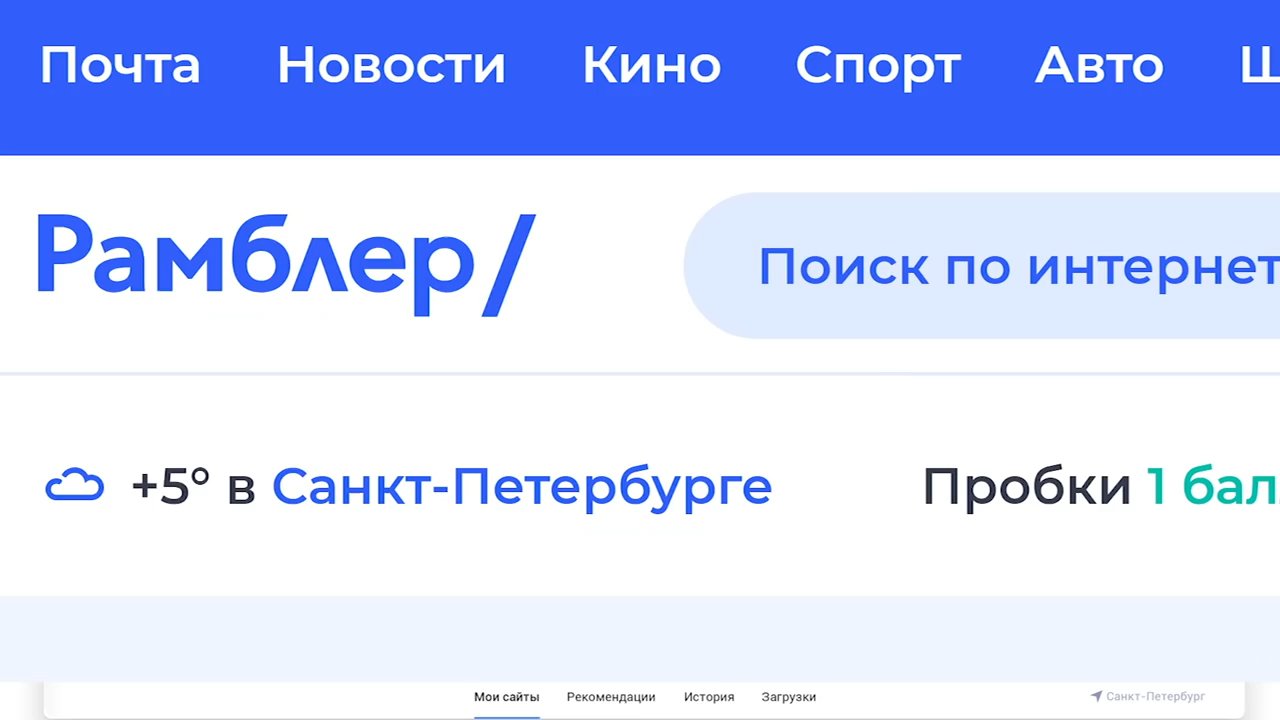 Почта Новости Кино Спорт Авто
Рамблер/ Поиск по интернет
+5° в Санкт-Петербурге Пробки 1 бал
Мои сайты Рекомендации История Загрузки Санкт-Петербург